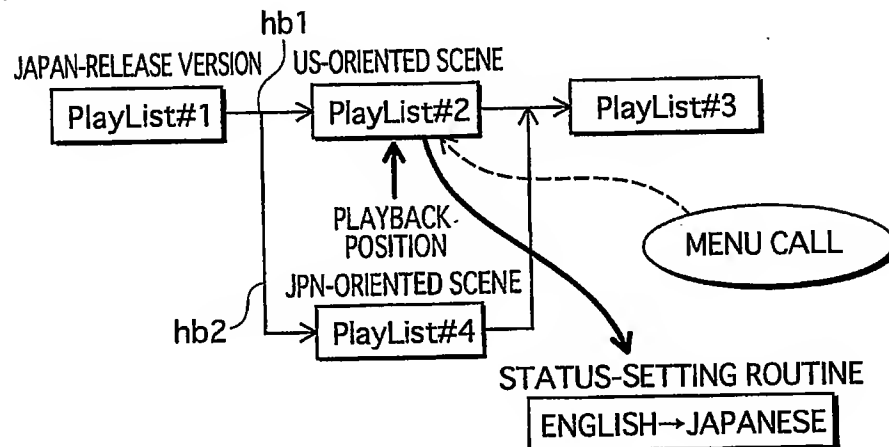 hb1
JAPAN-RELEASE VERSION
US-ORIENTED SCENE
PlayList#1
PlayList#2
PlayList#3
PLAYBACK
POSITION
MENU CALL
JPN-ORIENTED SCENE
hb2
PlayList#4
STATUS-SETTING ROUTINE
ENGLISH→JAPANESE